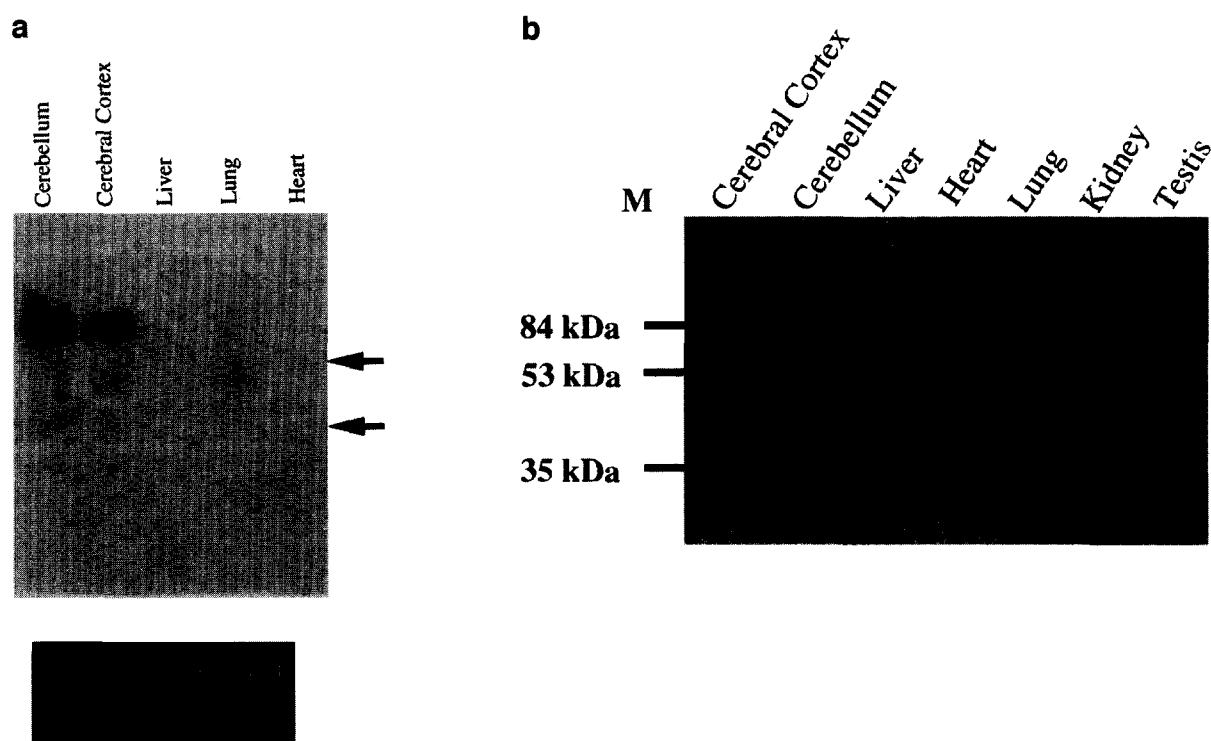 a
Cerebellum
Cerebral Cortex
Liver
Lung
Heart
b
M
Cerebral Cortex
Cerebellum
Liver
Heart
Lung
Kidney
Testis
84 kDa
53 kDa
35 kDa